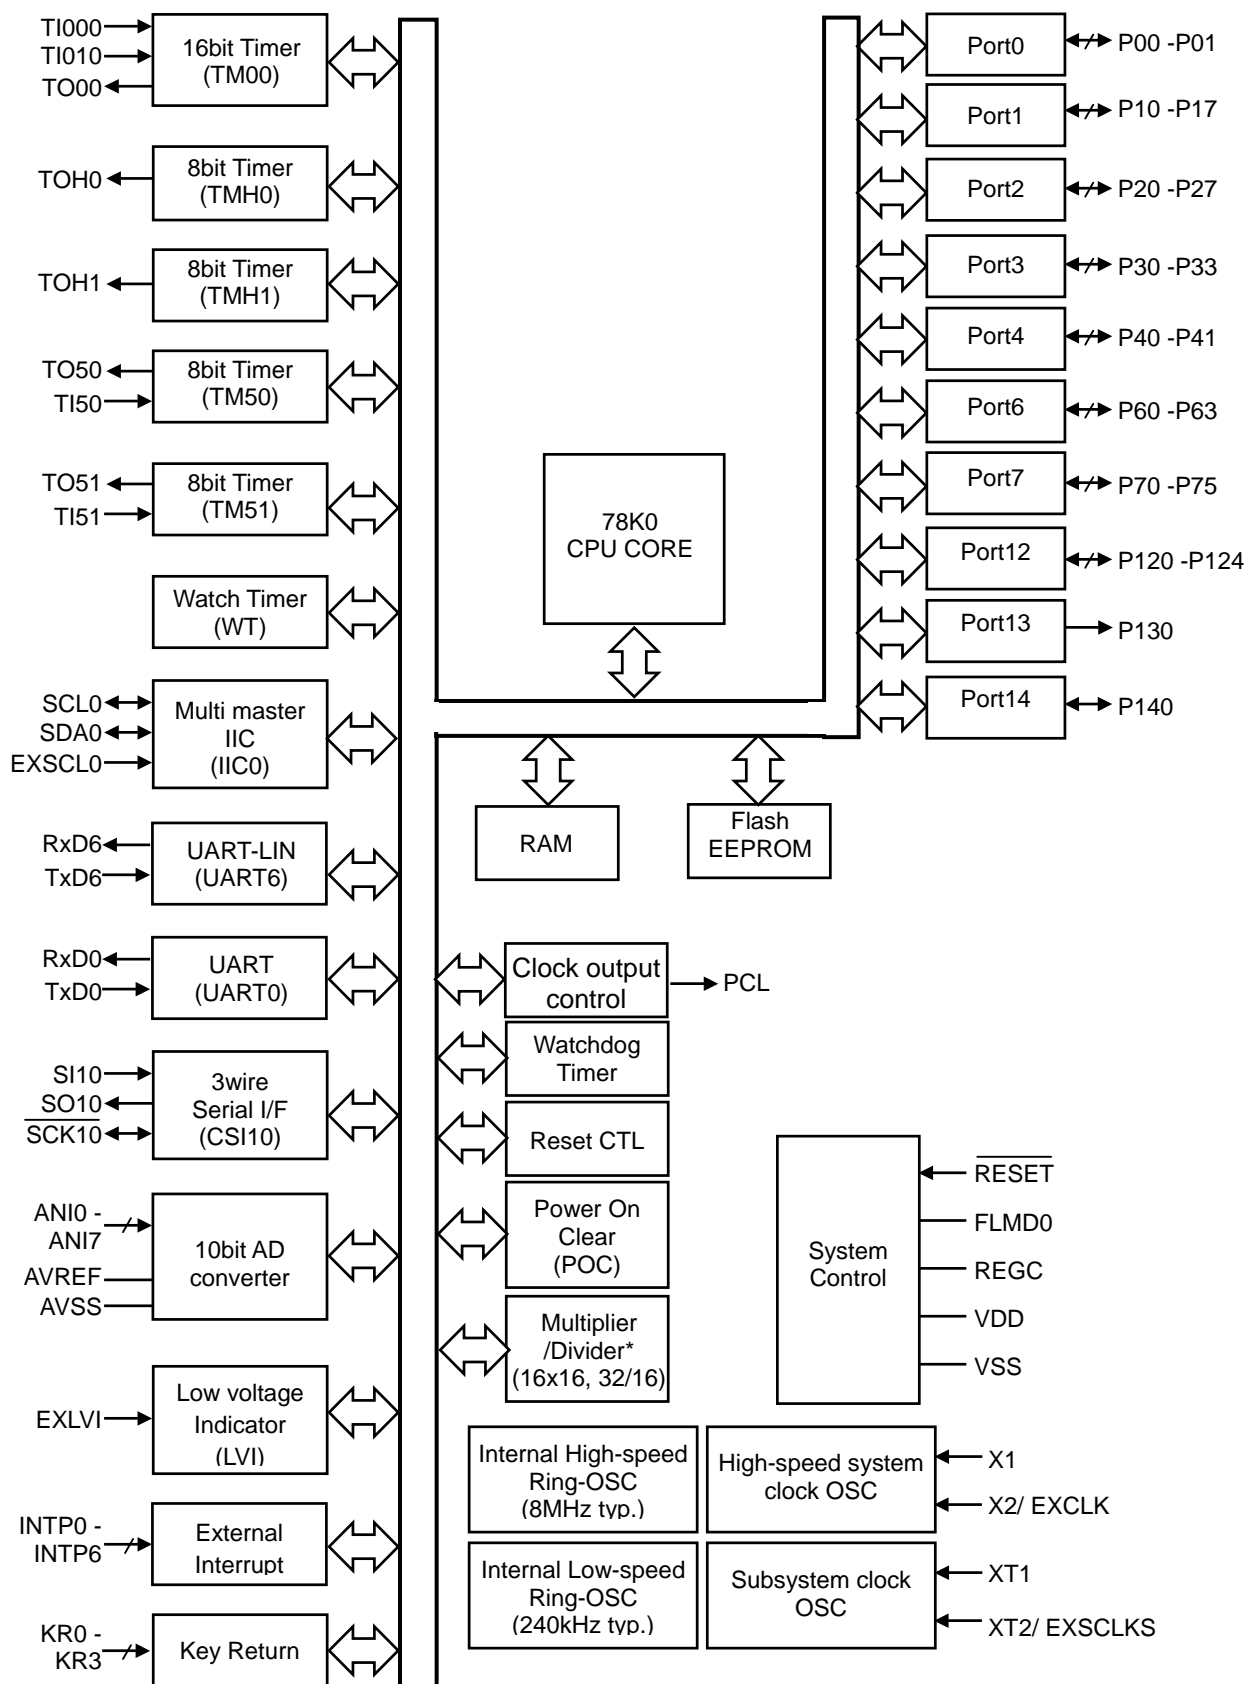 TI000
TI010
TO00
16bit Timer
(TM00)
TOH0
8bit Timer
(TMH0)
TOH1
8bit Timer
(TMH1)
TO50
TI50
8bit Timer
(TM50)
TO51
TI51
8bit Timer
(TM51)
Watch Timer
(WT)
SCL0
SDA0
EXSCL0
Multi master
IIC
(IIC0)
RxD6
TxD6
UART-LIN
(UART6)
RxD0
TxD0
UART
(UART0)
SI10
SO10
SCK10
3wire
Serial I/F
(CSI10)
ANI0 -
ANI7
AVREF
AVSS
10bit AD
converter
EXLVI
Low voltage
Indicator
(LVI)
INTP0 -
INTP6
External
Interrupt
KR0 -
KR3
Key Return
78K0
CPU CORE
RAM
Flash
EEPROM
Clock output
control
PCL
Watchdog
Timer
Reset CTL
Power On
Clear
(POC)
Multiplier
/Divider*
(16x16, 32/16)
Internal High-speed
Ring-OSC
(8MHz typ.)
Internal Low-speed
Ring-OSC
(240kHz typ.)
Port0
P00 -P01
Port1
P10 -P17
Port2
P20 -P27
Port3
P30 -P33
Port4
P40 -P41
Port6
P60 -P63
Port7
P70 -P75
Port12
P120 -P124
Port13
P130
Port14
P140
System
Control
RESET
FLMD0
REGC
VDD
VSS
High-speed system
clock OSC
X1
X2/ EXCLK
Subsystem clock
OSC
XT1
XT2/ EXSCLKS